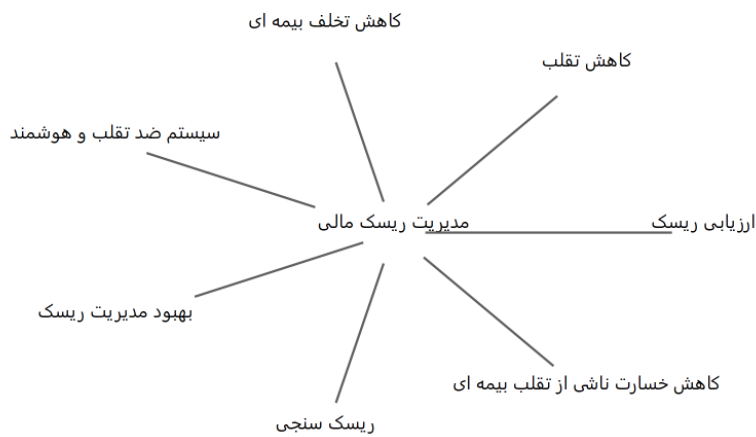 کاهش تخلف بیمه ای
کاهش تقلب
سیستم ضد تقلب و هوشمند
مدیریت ریسک مالی
ارزیابی ریسک
بهبود مدیریت ریسک
کاهش خسارت ناشی از تقلب بیمه ای
ریسک سنجی